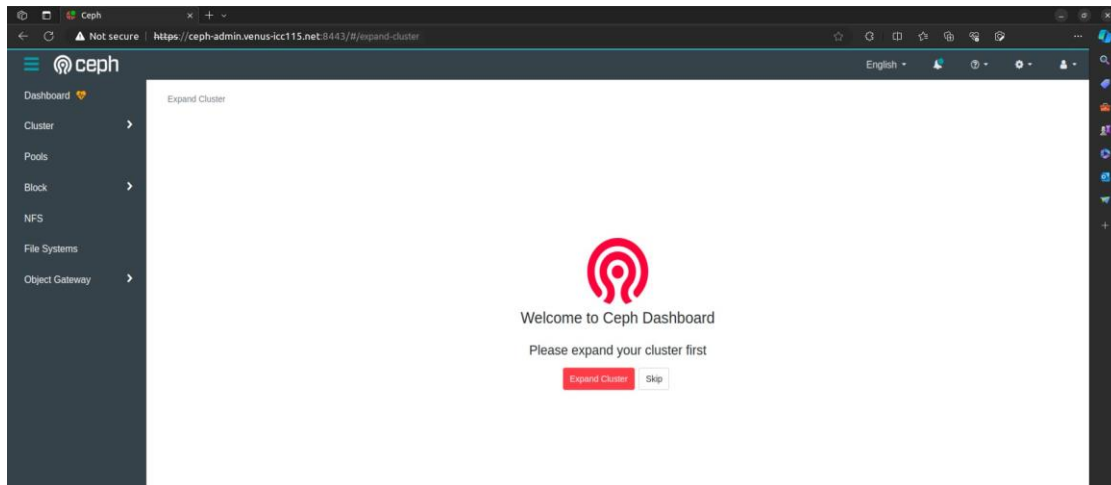 Ceph
Not secure https://ceph-admin.venus-icc115.net:8443/#/expand-cluster
ceph
English
Dashboard
Expand Cluster
Cluster
Pools
Block
NFS
File Systems
Object Gateway
Welcome to Ceph Dashboard
Please expand your cluster first
Expand Cluster Skip